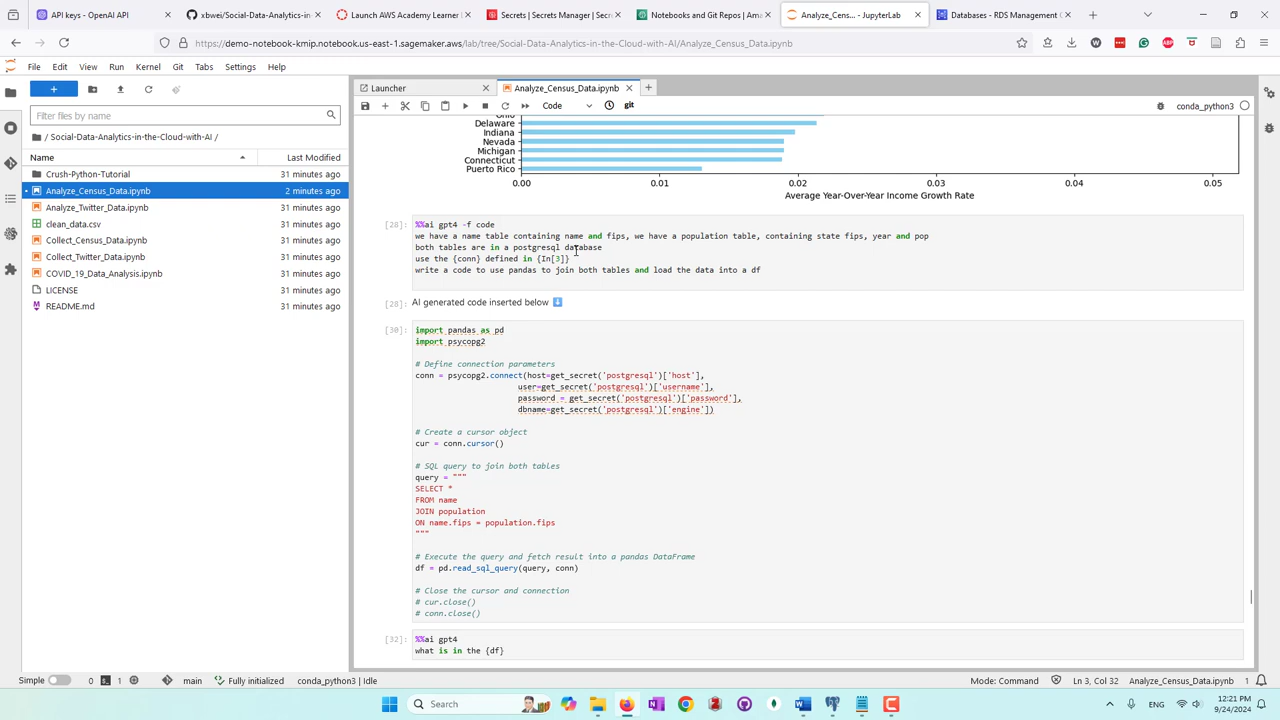 API keys - OpenAI API
xbwei/Social-Data-Analytics-in-
Launch AWS Academy Learner
Secrets | Secrets Manager | S
Notebooks and Git Repos | Ama
Analyze_Cens... - JupyterLab
Databases - RDS Management C
https://demo-notebook-kmip.notebook.us-east-1.sagemaker.aws/lab/tree/Social-Data-Analytics-in-the-Cloud-with-AI/Analyze_Census_Data.ipynb
File Edit View Run Kernel Git Tabs Settings Help
Launcher
Analyze_Census_Data.ipynb
Code
git
conda_python3
Filter files by name
/ Social-Data-Analytics-in-the-Cloud-with-AI /
Name Last Modified
Crush-Python-Tutorial 31 minutes ago
Analyze_Census_Data.ipynb 2 minutes ago
Analyze_Twitter_Data.ipynb 31 minutes ago
clean_data.csv 31 minutes ago
Collect_Census_Data.ipynb 31 minutes ago
Collect_Twitter_Data.ipynb 31 minutes ago
COVID_19_Data_Analysis.ipynb 31 minutes ago
LICENSE 31 minutes ago
README.md 31 minutes ago
Ohio
Delaware
Indiana
Nevada
Michigan
Connecticut
Puerto Rico
0.00 0.01 0.02 0.03 0.04 0.05
Average Year-Over-Year Income Growth Rate
[28]: %%ai gpt4 -f code
we have a name table containing name and fips, we have a population table, containing state fips, year and pop
both tables are in a postgresql database
use the {conn} defined in {In[3]}
write a code to use pandas to join both tables and load the data into a df
[28]: AI generated code inserted below
[30]: import pandas as pd
import psycopg2
# Define connection parameters
conn = psycopg2.connect(host=get_secret('postgresql')['host'],
user=get_secret('postgresql')['username'],
password = get_secret('postgresql')['password'],
dbname=get_secret('postgresql')['engine'])
# Create a cursor object
cur = conn.cursor()
# SQL query to join both tables
query = """
SELECT *
FROM name
JOIN population
ON name.fips = population.fips
"""
# Execute the query and fetch result into a pandas DataFrame
df = pd.read_sql_query(query, conn)
# Close the cursor and connection
# cur.close()
# conn.close()
[32]: %%ai gpt4
what is in the {df}
Simple 0 1 main Fully initialized conda_python3 | Idle
Mode: Command Ln 3, Col 32 Analyze_Census_Data.ipynb 1
Search
ENG
12:21 PM
9/24/2024